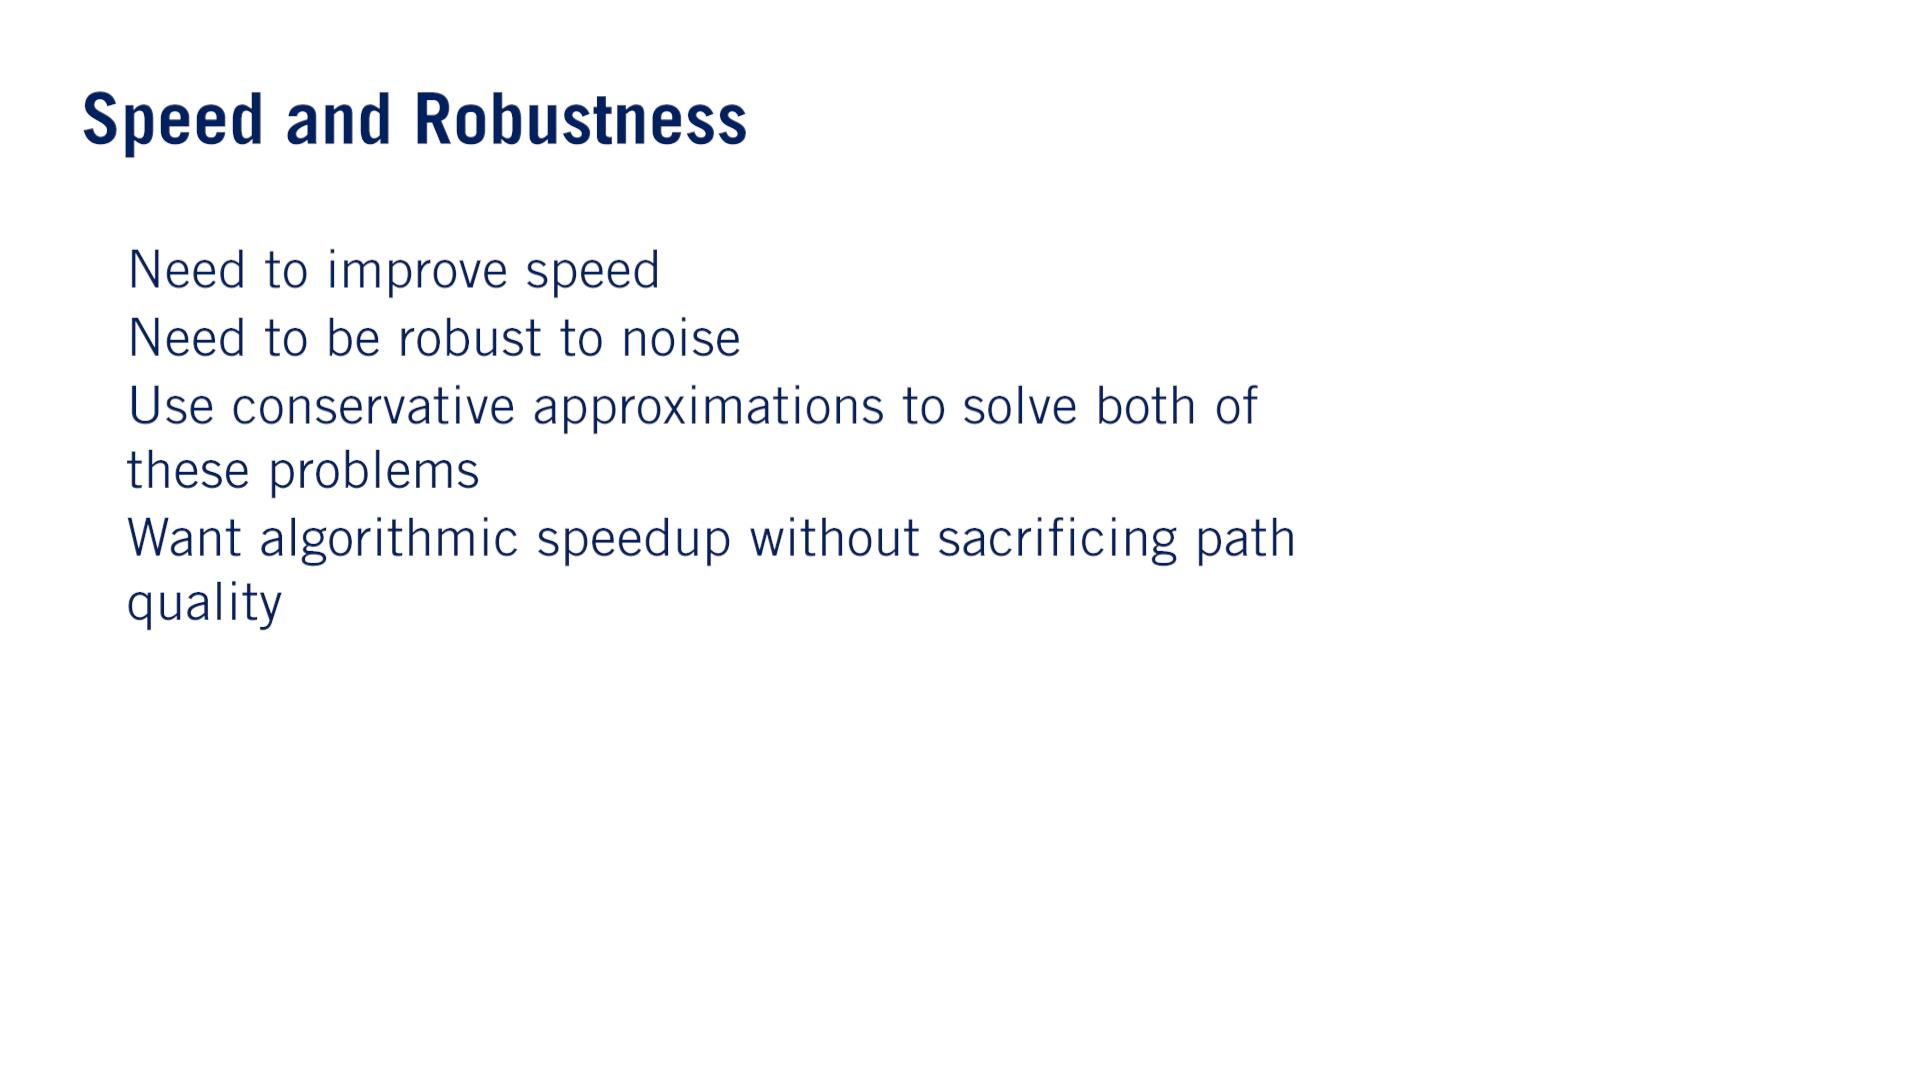 Speed and Robustness
Need to improve speed
Need to be robust to noise
Use conservative approximations to solve both of
these problems
Want algorithmic speedup without sacrificing path
quality